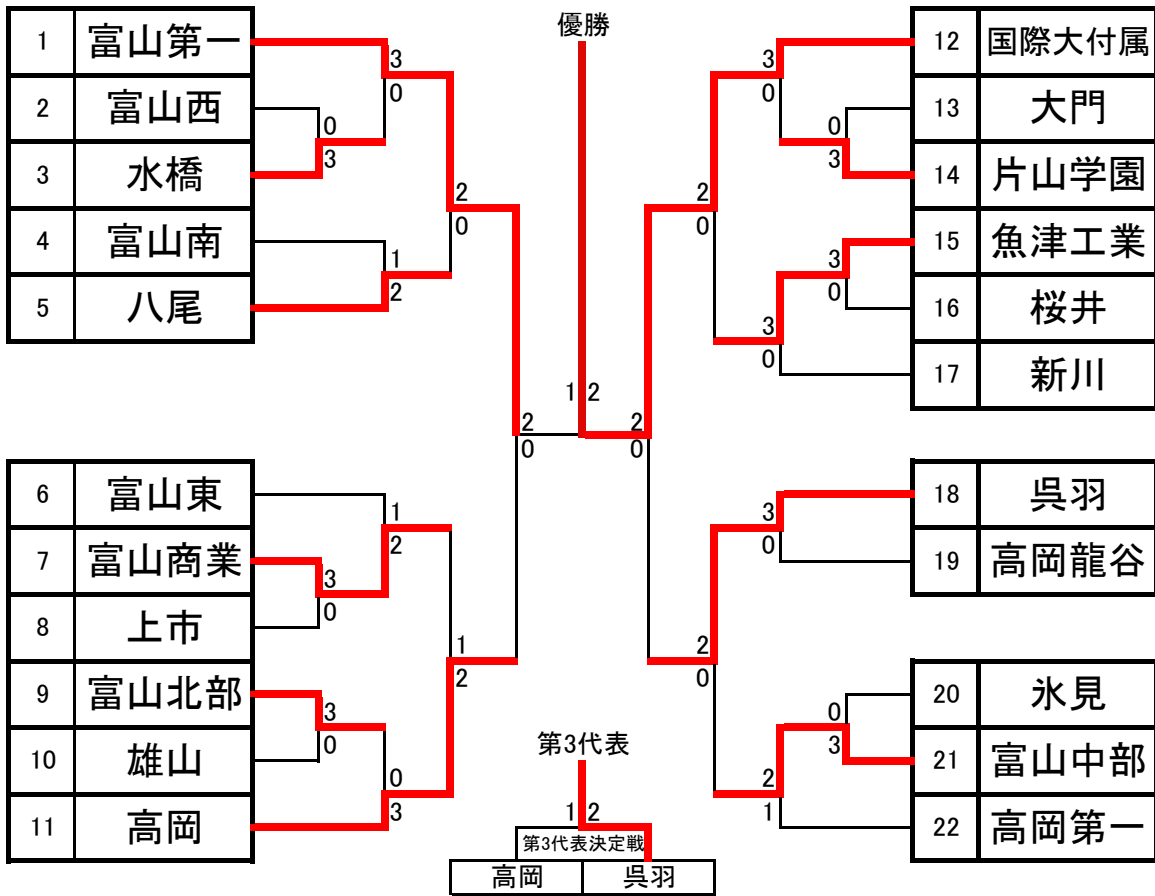 優勝
1 富山第一
2 富山西
3 水橋
4 富山南
5 八尾
3
0
0
3
2
0
1
2
6 富山東
7 富山商業
8 上市
9 富山北部
10 雄山
11 高岡
1
2
3
0
1
2
3
0
0
3
2
0
1 2
2
0
12 国際大付属
13 大門
14 片山学園
15 魚津工業
16 桜井
17 新川
3
0
0
3
2
0
3
0
3
0
18 呉羽
19 高岡龍谷
3
0
2
0
20 氷見
21 富山中部
22 高岡第一
0
3
2
1
第3代表
1 2
第3代表決定戦
高岡 呉羽